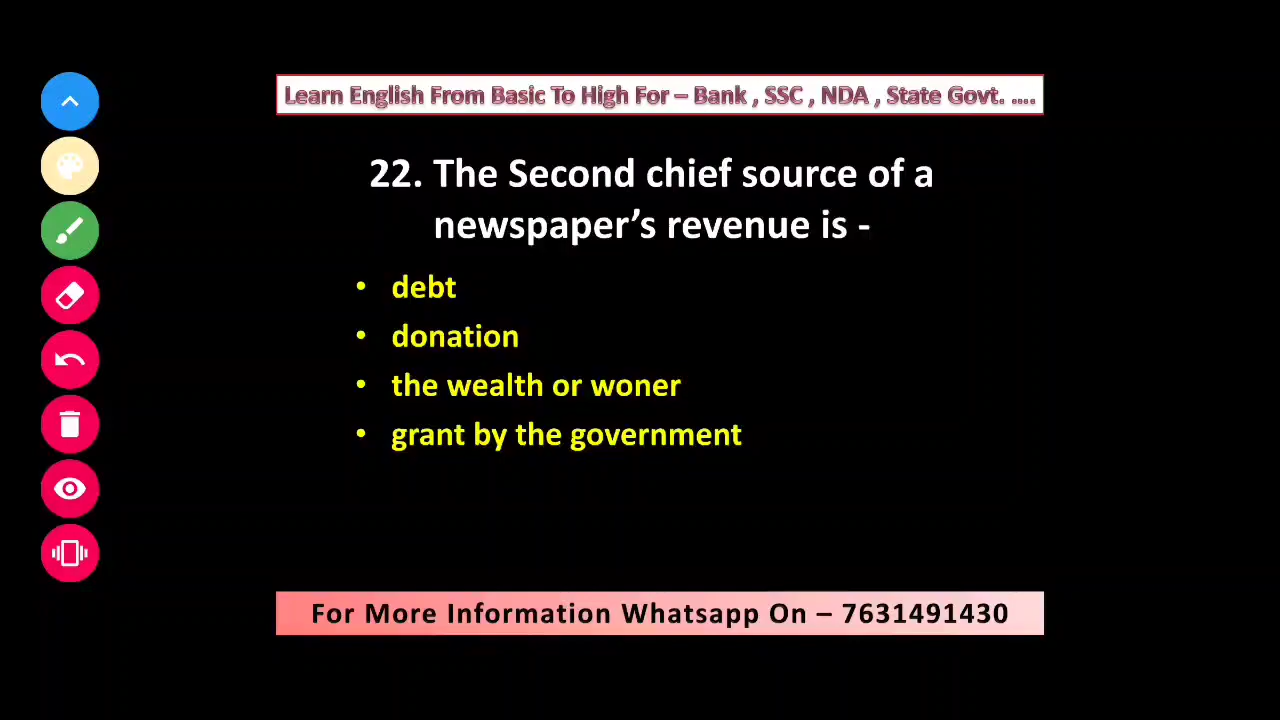 Learn English From Basic To High For – Bank , SSC , NDA , State Govt. ....
22. The Second chief source of a
newspaper’s revenue is -
• debt
• donation
• the wealth or woner
• grant by the government
For More Information Whatsapp On – 7631491430